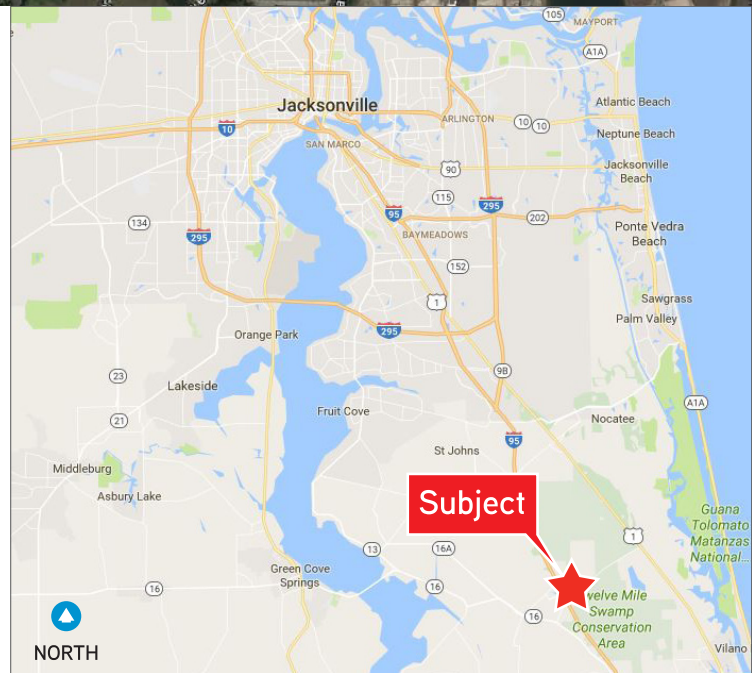 105
MAYPORT
A1A
Atlantic Beach
Jacksonville
ARLINGTON
10
10
10
Neptune Beach
SAN MARCO
Jacksonville
Beach
90
115
295
134
95
202
295
BAYMEADOWS
Ponte Vedra
Beach
152
Sawgrass
1
Palm Valley
295
Orange Park
9B
23
Lakeside
A1A
Fruit Cove
Nocatee
21
95
St Johns
Middleburg
Asbury Lake
Subject
Guana
Tolomato
Matanzas
National...
1
13
16A
Green Cove
Springs
16
16
welve Mile
Swamp
Conservation
Area
16
NORTH
Vilano